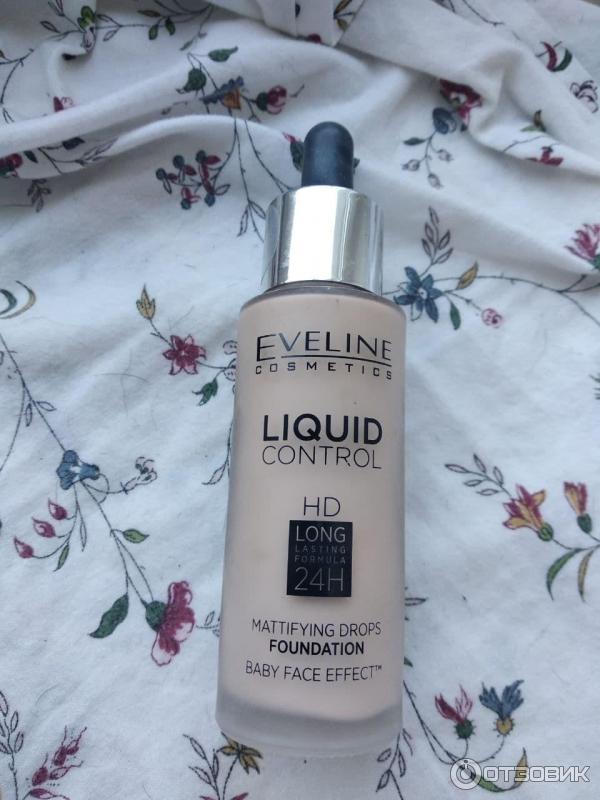 EVELINE
COSMETICS
LIQUID
CONTROL
HD
LONG
LASTING
FORMULA
24H
MATTIFYING DROPS
FOUNDATION
BABY FACE EFFECT™
ОТЗОВИК